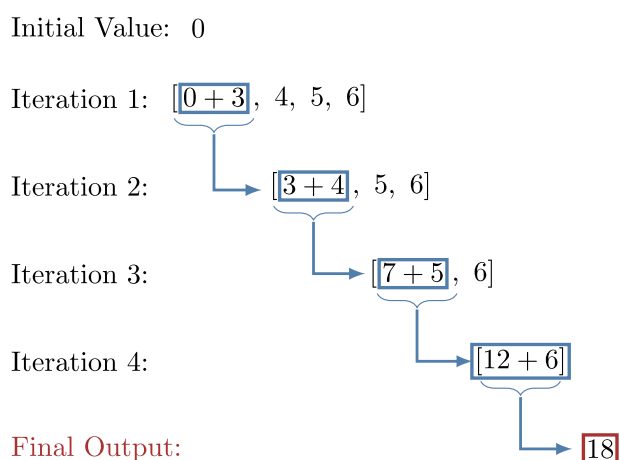 Initial Value: 0
Iteration 1: [0 + 3, 4, 5, 6]
Iteration 2: [3 + 4, 5, 6]
Iteration 3: [7 + 5, 6]
Iteration 4: [12 + 6]
Final Output: 18